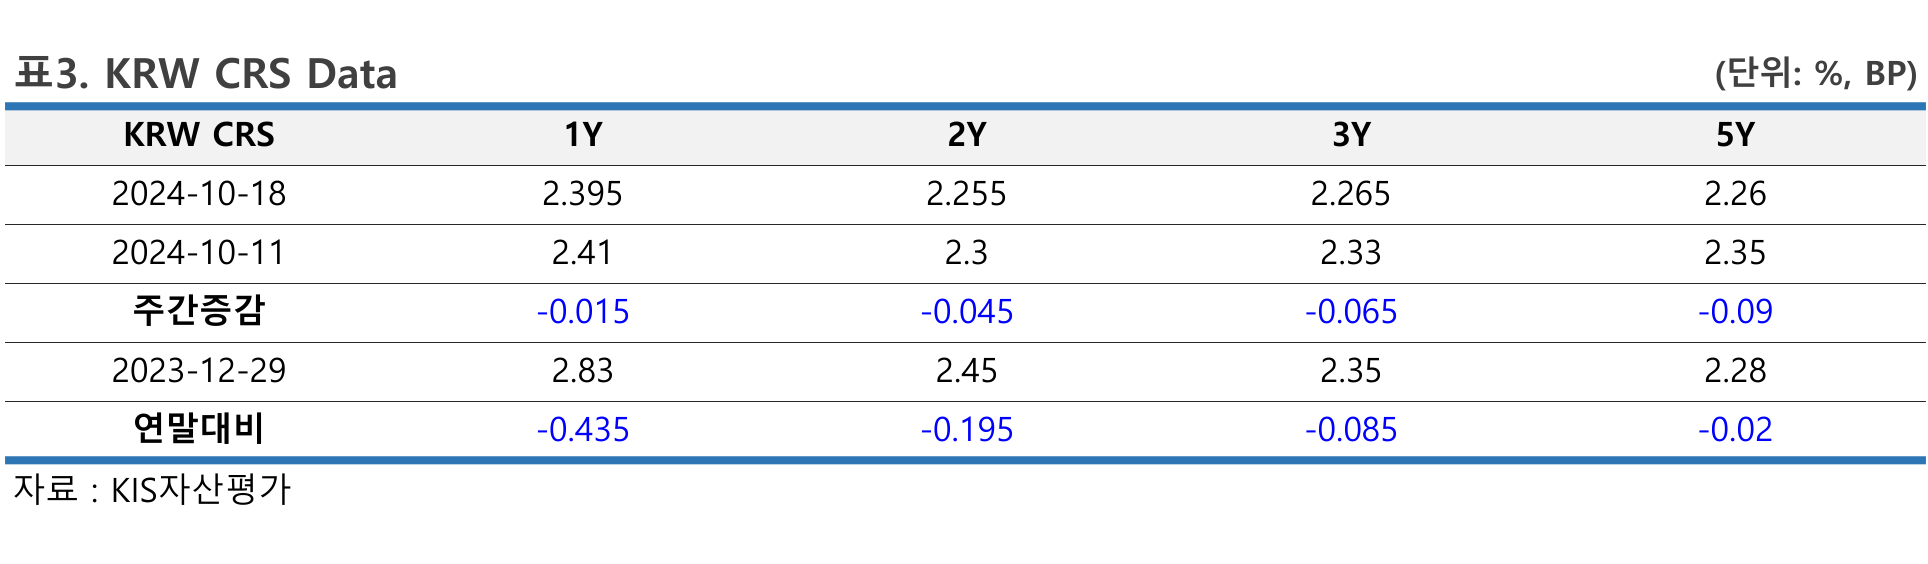 표3. KRW CRS Data (단위: %, BP)
KRW CRS 1Y 2Y 3Y 5Y
2024-10-18 2.395 2.255 2.265 2.26
2024-10-11 2.41 2.3 2.33 2.35
주간증감 -0.015 -0.045 -0.065 -0.09
2023-12-29 2.83 2.45 2.35 2.28
연말대비 -0.435 -0.195 -0.085 -0.02
자료 : KIS자산평가